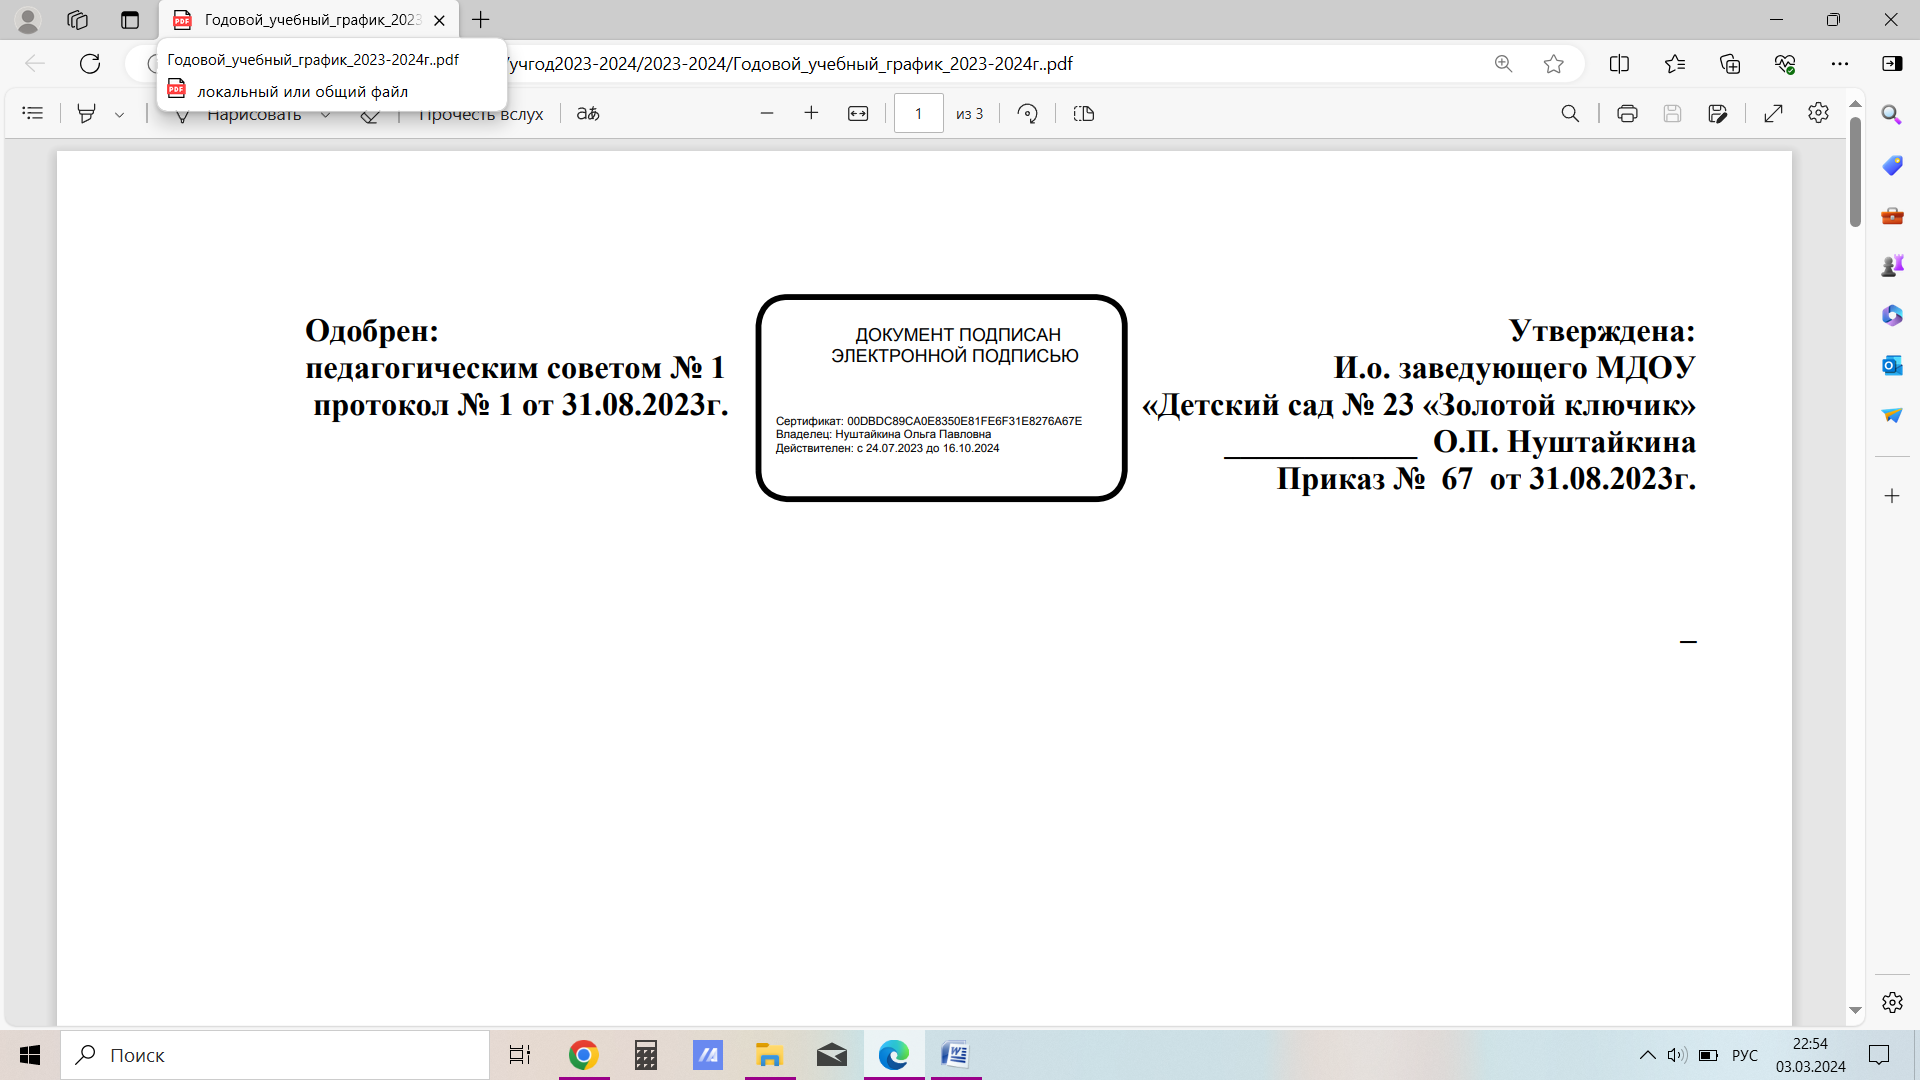 Годовой_учебный_график_2023
Годовой_учебный_график_2023-2024г..pdf
локальный или общий файл
/учгод2023-2024/2023-2024/Годовой_учебный_график_2023-2024г..pdf
Нарисовать
Прочесть вслух
аあ
1
из 3
Одобрен:
педагогическим советом № 1
протокол № 1 от 31.08.2023г.
ДОКУМЕНТ ПОДПИСАН
ЭЛЕКТРОННОЙ ПОДПИСЬЮ
Сертификат: 00DBDC89CA0E8350E81FE6F31E8276A67E
Владелец: Нуштайкина Ольга Павловна
Действителен: с 24.07.2023 до 16.10.2024
Утверждена:
И.о. заведующего МДОУ
«Детский сад № 23 «Золотой ключик»
____________ О.П. Нуштайкина
Приказ № 67 от 31.08.2023г.
_
Поиск
РУС
22:54
03.03.2024